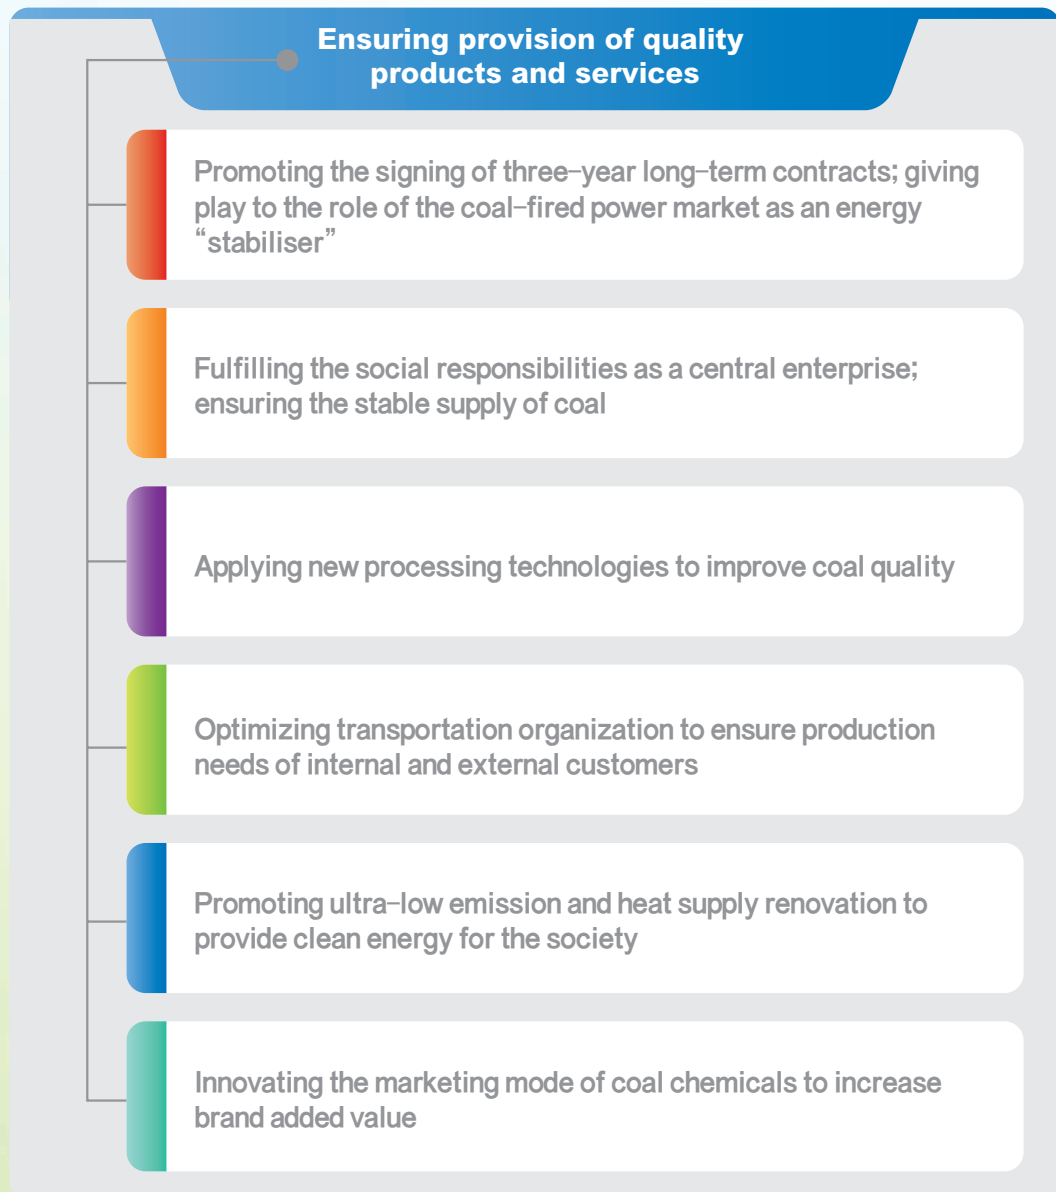 Ensuring provision of quality
products and services
Promoting the signing of three-year long-term contracts; giving
play to the role of the coal-fired power market as an energy
“stabiliser”
Fulfilling the social responsibilities as a central enterprise;
ensuring the stable supply of coal
Applying new processing technologies to improve coal quality
Optimizing transportation organization to ensure production
needs of internal and external customers
Promoting ultra-low emission and heat supply renovation to
provide clean energy for the society
Innovating the marketing mode of coal chemicals to increase
brand added value